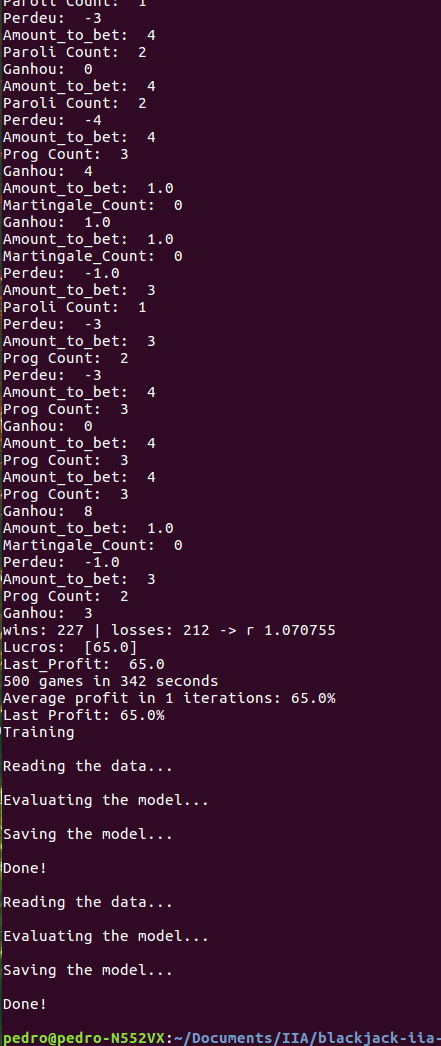 Paroli Count:  1
Perdeu:  -3
Amount_to_bet:  4
Paroli Count:  2
Ganhou:  0
Amount_to_bet:  4
Paroli Count:  2
Perdeu:  -4
Amount_to_bet:  4
Prog Count:  3
Ganhou:  4
Amount_to_bet:  1.0
Martingale_Count:  0
Ganhou:  1.0
Amount_to_bet:  1.0
Martingale_Count:  0
Perdeu:  -1.0
Amount_to_bet:  3
Paroli Count:  1
Perdeu:  -3
Amount_to_bet:  3
Prog Count:  2
Perdeu:  -3
Amount_to_bet:  4
Prog Count:  3
Ganhou:  0
Amount_to_bet:  4
Prog Count:  3
Amount_to_bet:  4
Prog Count:  3
Ganhou:  8
Amount_to_bet:  1.0
Martingale_Count:  0
Perdeu:  -1.0
Amount_to_bet:  3
Prog Count:  2
Ganhou:  3
wins: 227 | losses: 212 -> r 1.070755
Lucros:  [65.0]
Last_Profit:  65.0
500 games in 342 seconds
Average profit in 1 iterations: 65.0%
Last Profit: 65.0%
Training
Reading the data...
Evaluating the model...
Saving the model...
Done!
Reading the data...
Evaluating the model...
Saving the model...
Done!
pedro@pedro-N552VX:~/Documents/IIA/blackjack-iia-